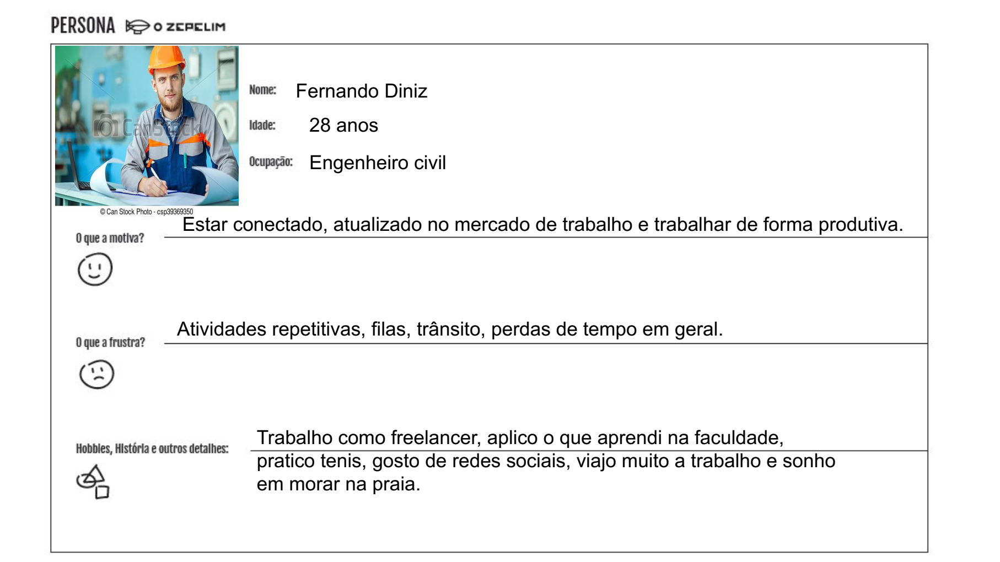 PERSONA O ZEPELIM
CanStock
Nome: Fernando Diniz
Idade: 28 anos
Ocupação: Engenheiro civil
© Can Stock Photo - csp39369350
O que a motiva? Estar conectado, atualizado no mercado de trabalho e trabalhar de forma produtiva.
O que a frustra? Atividades repetitivas, filas, trânsito, perdas de tempo em geral.
Hobbies, História e outros detalhes: Trabalho como freelancer, aplico o que aprendi na faculdade,
pratico tenis, gosto de redes sociais, viajo muito a trabalho e sonho
em morar na praia.